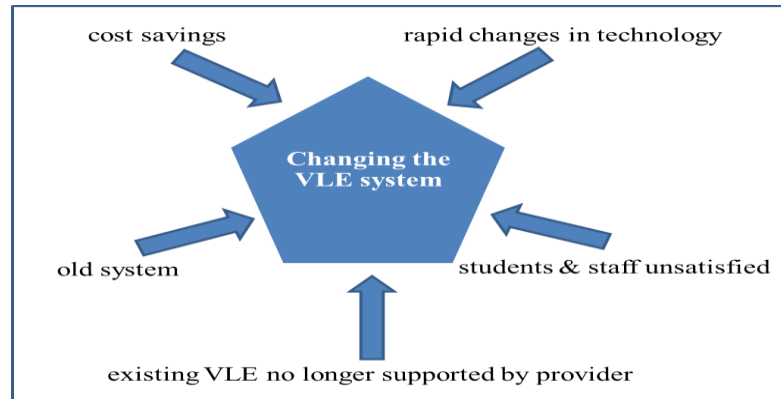 cost savings
rapid changes in technology
Changing the
VLE system
old system
students & staff unsatisfied
existing VLE no longer supported by provider